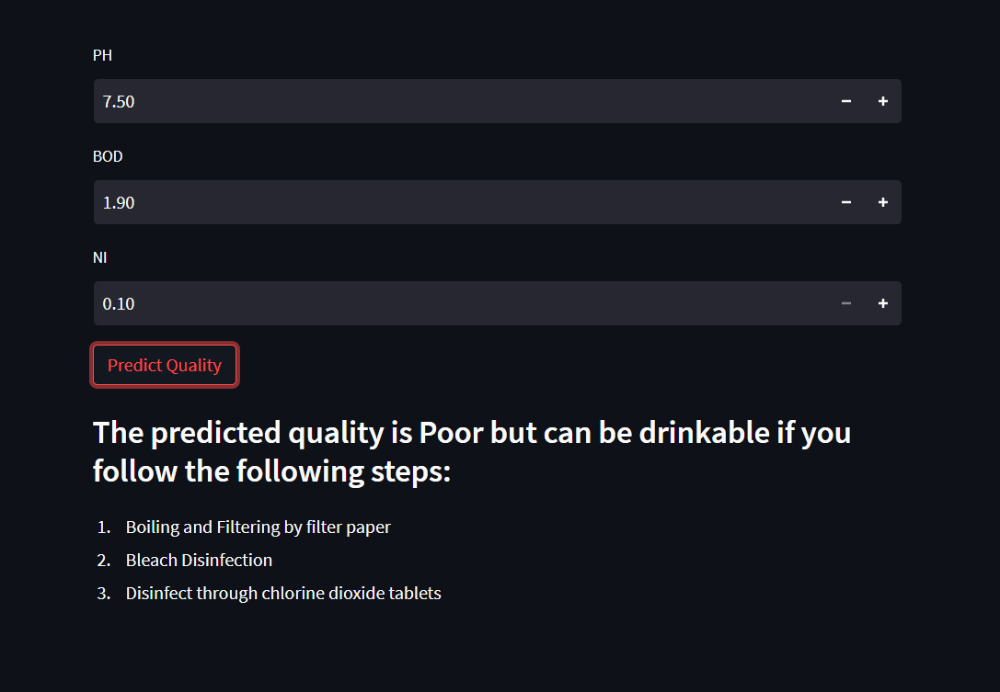 PH
7.50
BOD
1.90
NI
0.10
Predict Quality
The predicted quality is Poor but can be drinkable if you
follow the following steps:
1. Boiling and Filtering by filter paper
2. Bleach Disinfection
3. Disinfect through chlorine dioxide tablets